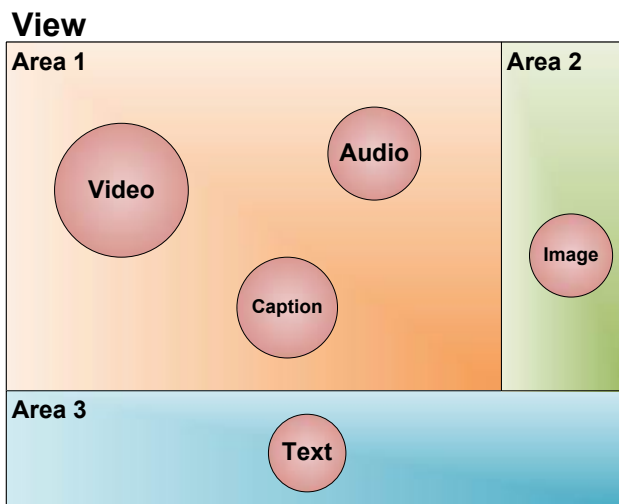 View
Area 1
Area 2
Video
Audio
Caption
Image
Area 3
Text